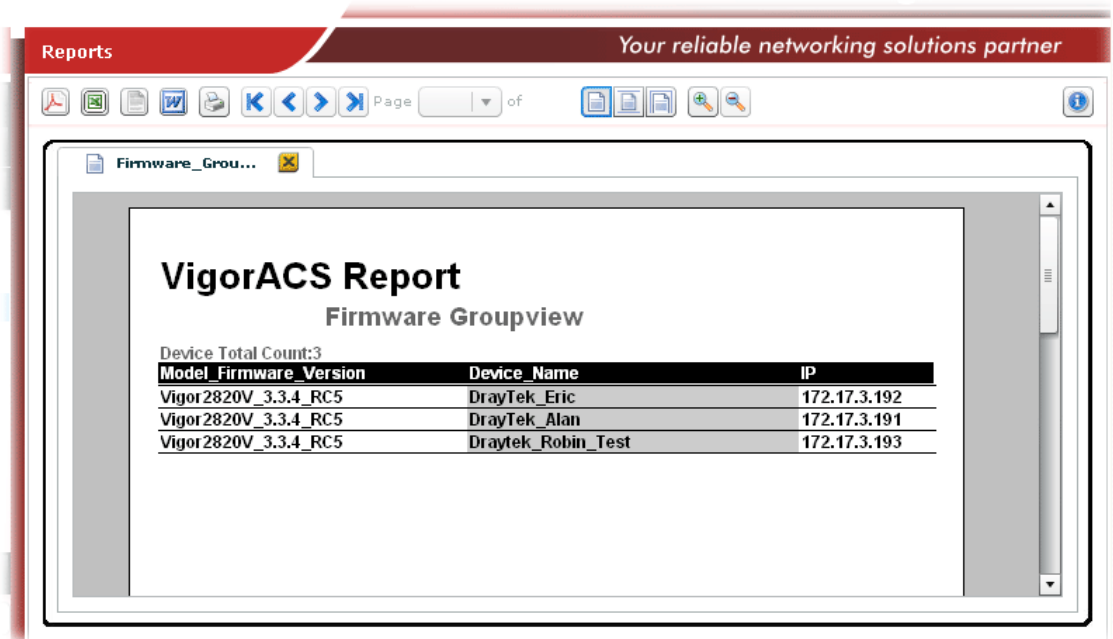 Reports
Your reliable networking solutions partner
Page of
Firmware_Grou...
VigorACS Report
Firmware Groupview
Device Total Count:3
Model_Firmware_Version Device_Name IP
Vigor2820V_3.3.4_RC5 DrayTek_Eric 172.17.3.192
Vigor2820V_3.3.4_RC5 DrayTek_Alan 172.17.3.191
Vigor2820V_3.3.4_RC5 Draytek_Robin_Test 172.17.3.193